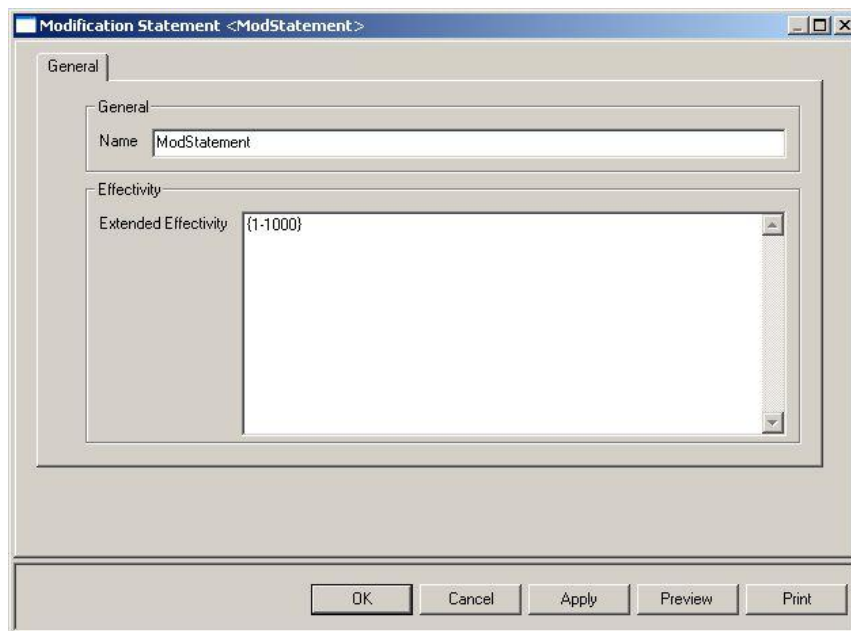 Modification Statement <ModStatement>
General
General
Name ModStatement
Effectivity
Extended Effectivity {1-1000}
OK Cancel Apply Preview Print